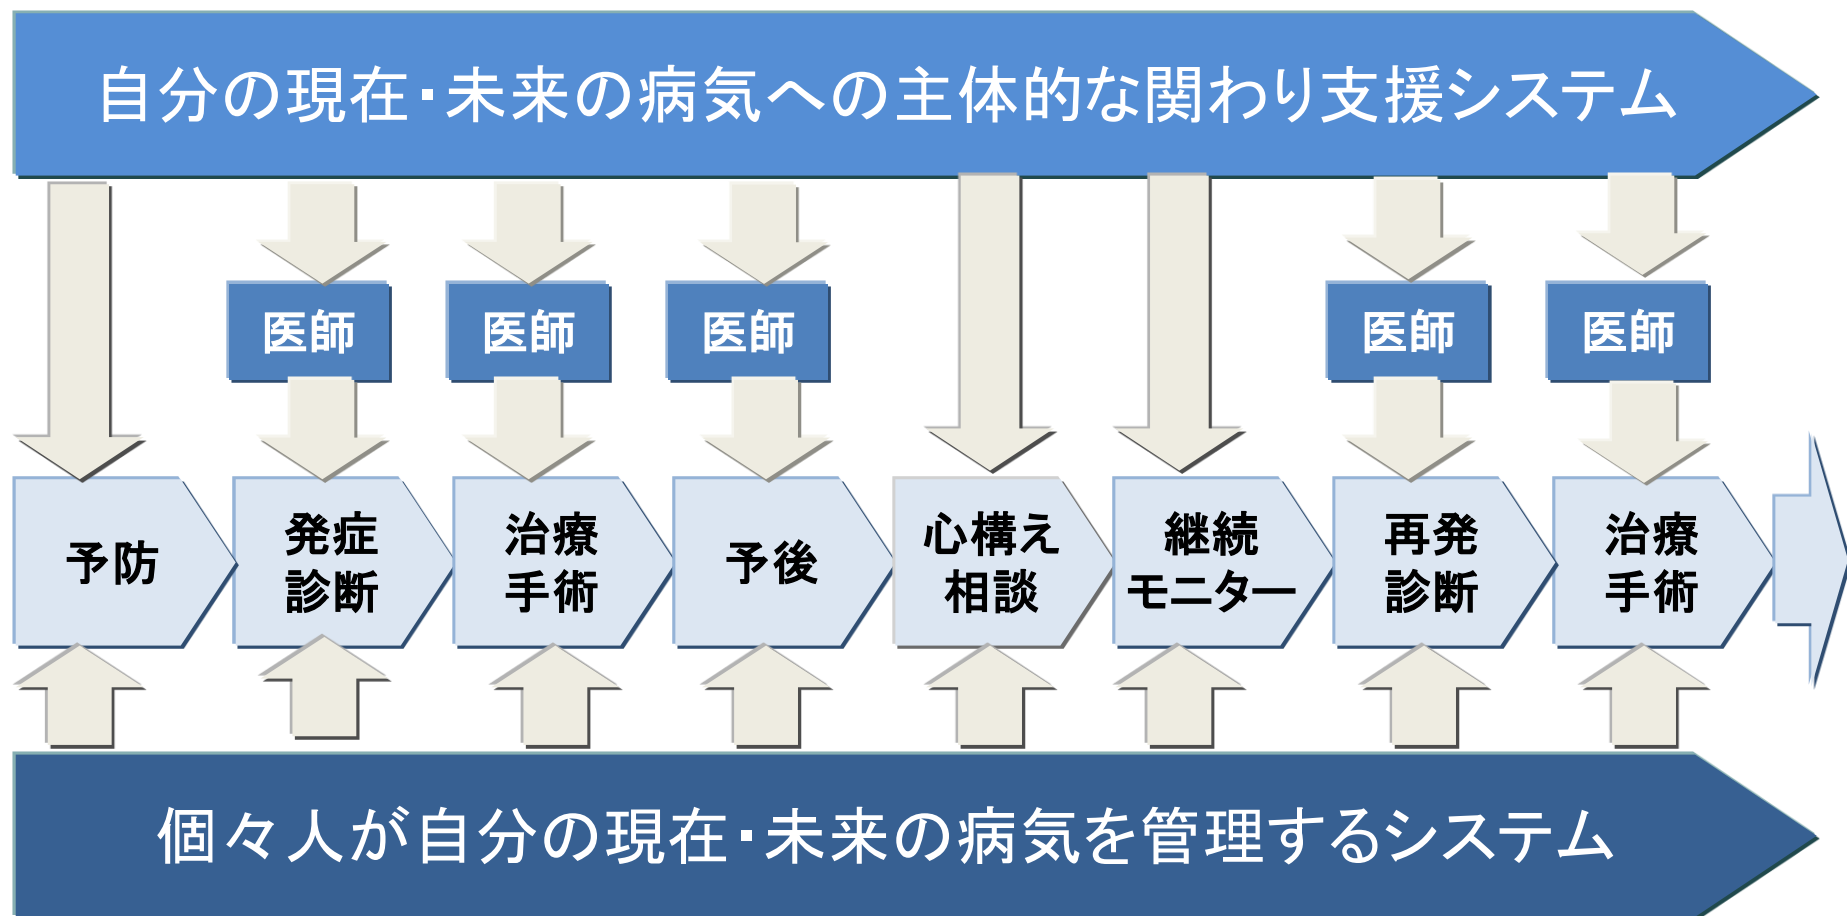 自分の現在・未来の病気への主体的な関わり支援システム
医師
医師
医師
医師
医師
予防
発症
診断
治療
手術
予後
心構え
相談
継続
モニター
再発
診断
治療
手術
個々人が自分の現在・未来の病気を管理するシステム